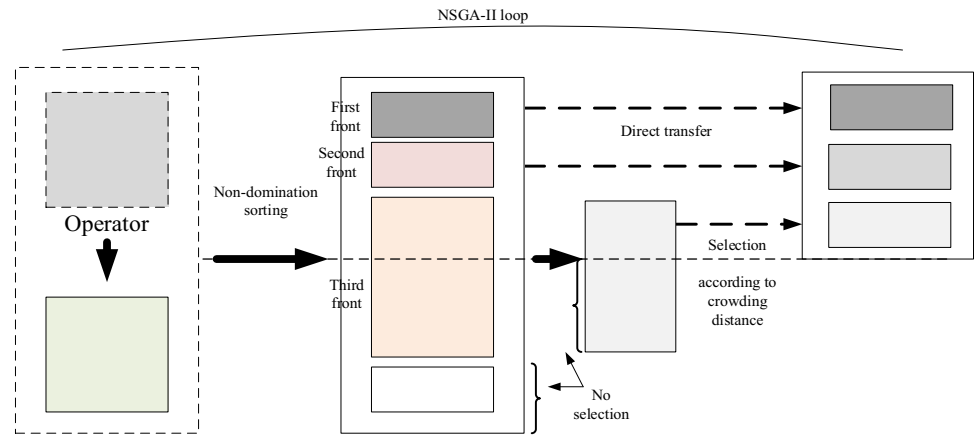 NSGA-II loop
Operator
Non-domination
sorting
First
front
Second
front
Third
front
Direct transfer
Selection
according to
crowding
distance
No
selection